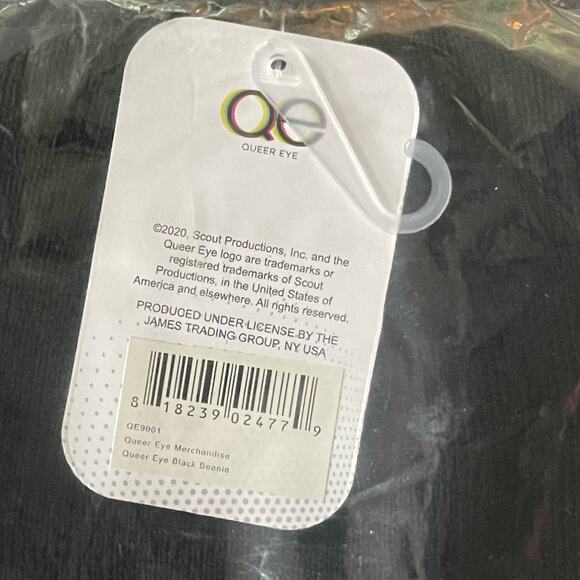 Qe
QUEER EYE
©2020, Scout Productions, Inc. and the
Queer Eye logo are trademarks or
registered trademarks of Scout
Productions, in the United States of
America and elsewhere. All rights reserved.
PRODUCED UNDER LICENSE BY THE
JAMES TRADING GROUP, NY USA
8 18239 02477 9
QE9001
Queer Eye Merchandise
Queer Eye Black Beanie